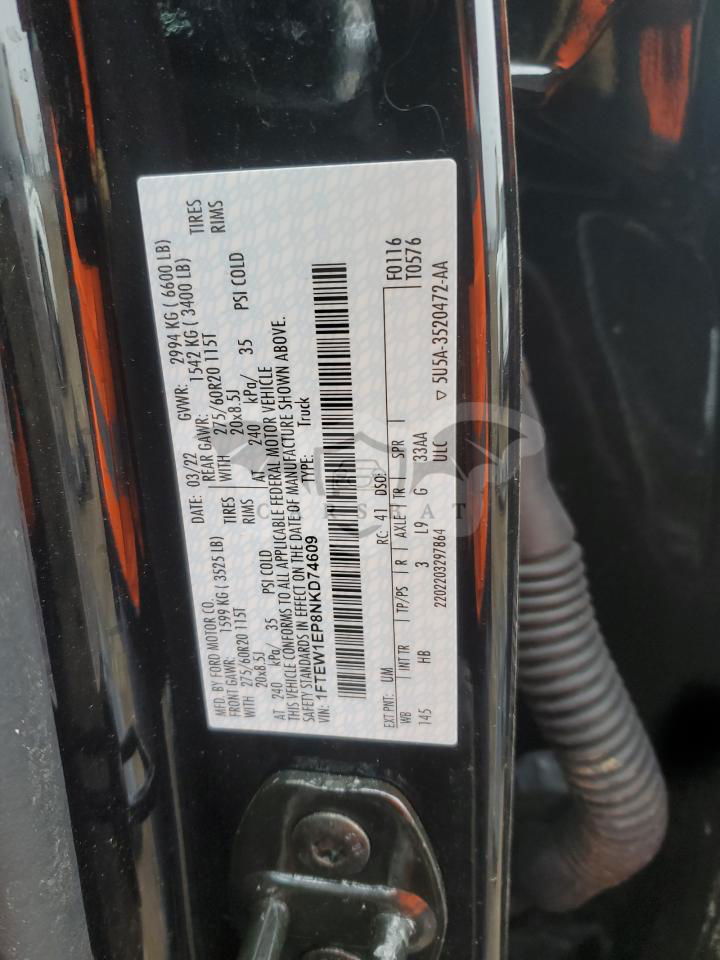 MFD. BY FORD MOTOR CO. DATE: 03/22 GVWR: 2994 KG ( 6600 LB)
FRONT GAWR: 1599 KG (3525 LB) REAR GAWR: 1542 KG ( 3400 LB)
WITH 275/60R20 115T TIRES WITH 275/60R20 115T TIRES
20x8.5J RIMS 20x8.5J RIMS
AT 240 kPa/ 35 PSI COLD AT 240 kPa/ 35 PSI COLD
THIS VEHICLE CONFORMS TO ALL APPLICABLE FEDERAL MOTOR VEHICLE
SAFETY STANDARDS IN EFFECT ON THE DATE OF MANUFACTURE SHOWN ABOVE.
VIN: 1FTEW1EP8NKD74609 TYPE: Truck
EXT PNT: UM RC: 41 DSO: F0116
WB INT TR TP/PS R AXLE TR SPR T0576
145 HB 3 L9 G 33AA
2202203297864 ULC ▽ 5U5A-3520472-AA